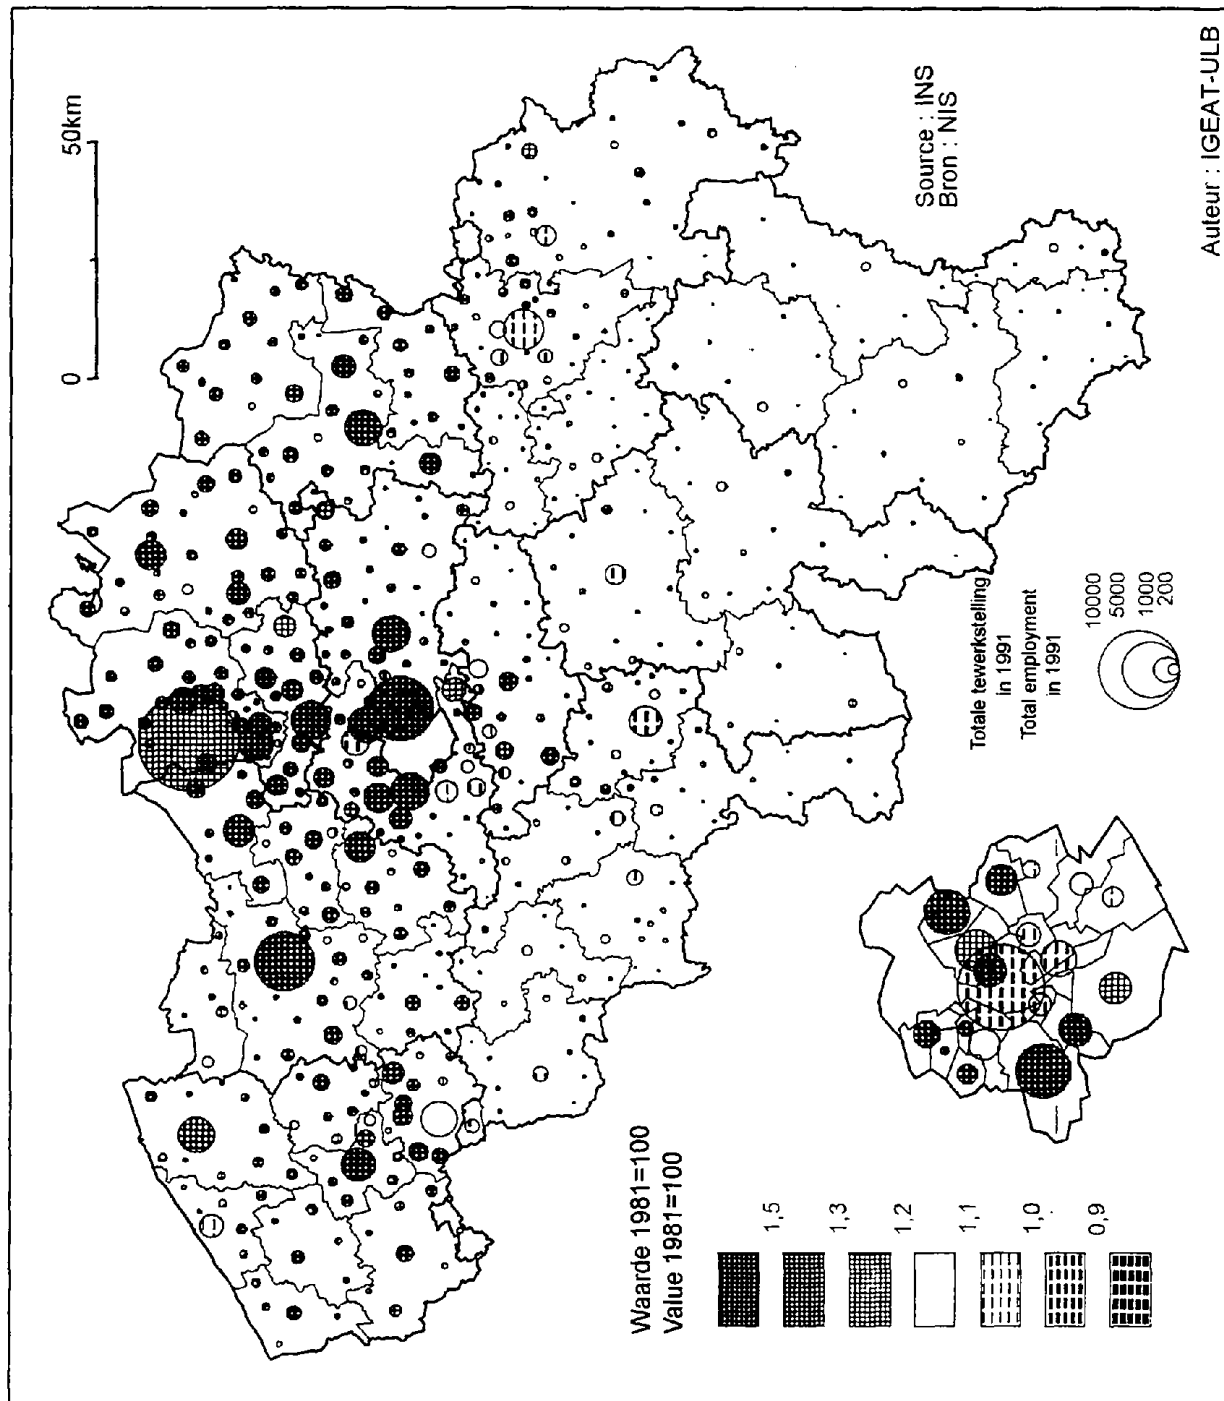 0 50km
Source : INS
Bron : NIS
Auteur : IGEAT-ULB
Totale tewerkstelling
in 1991
Total employment
in 1991
10000
5000
1000
200
Waarde 1981=100
Value 1981=100
1,5
1,3
1,2
1,1
1,0
0,9